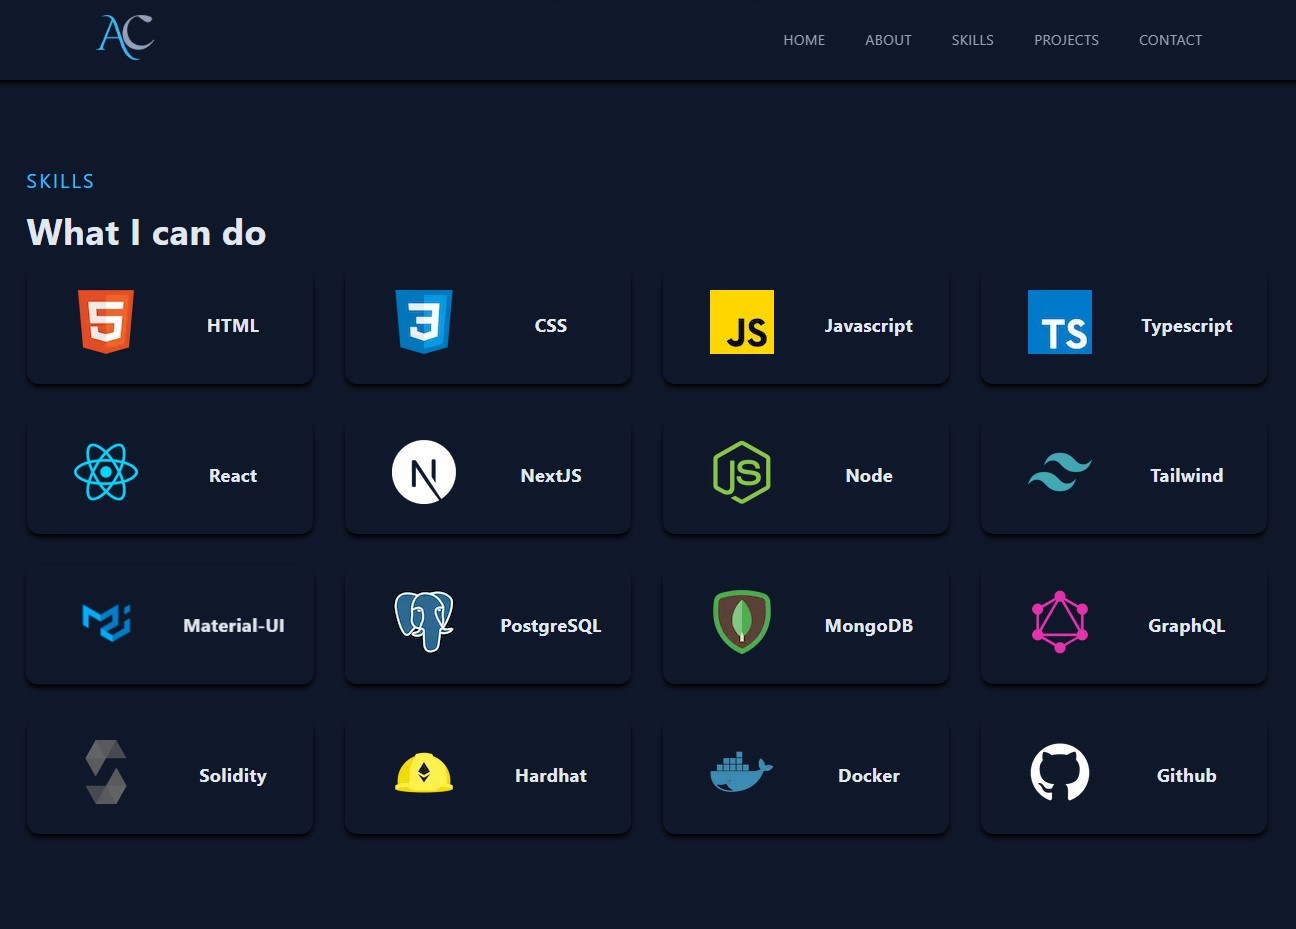 AC
HOME ABOUT SKILLS PROJECTS CONTACT
SKILLS
What I can do
5 HTML
3 CSS
JS Javascript
TS Typescript
React
N NextJS
JS Node
Tailwind
Material-UI
PostgreSQL
MongoDB
GraphQL
Solidity
Hardhat
Docker
Github